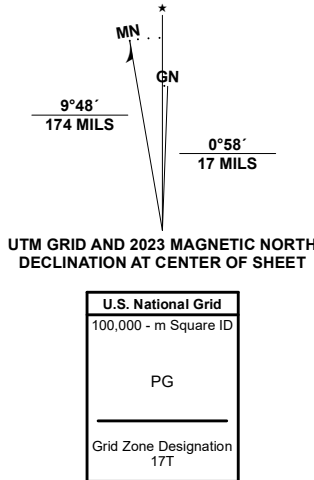 ★
MN
GN
9°48´
174 MILS
0°58´
17 MILS
UTM GRID AND 2023 MAGNETIC NORTH
DECLINATION AT CENTER OF SHEET
U.S. National Grid
100,000 - m Square ID
PG
Grid Zone Designation
17T